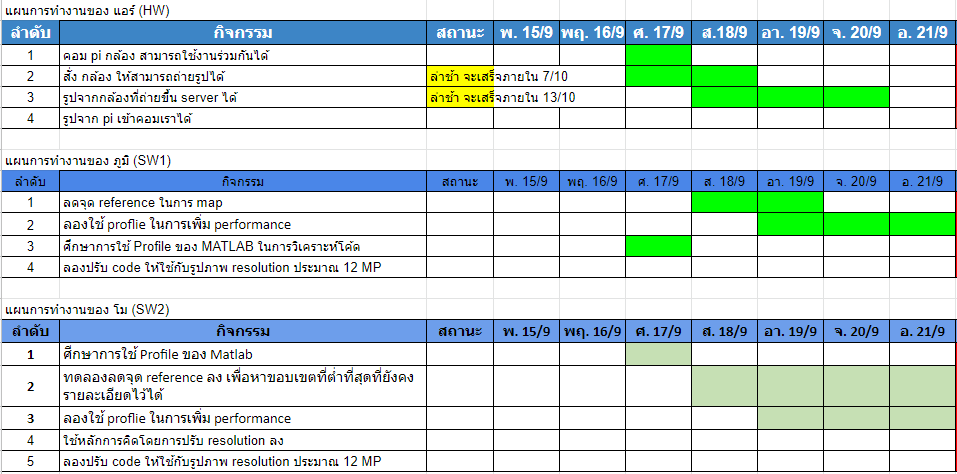 แผนการทำงานของ แอร์ (HW)
ลำดับ กิจกรรม สถานะ พ. 15/9 พฤ. 16/9 ศ. 17/9 ส.18/9 อา. 19/9 จ. 20/9 อ. 21/9
1 คอม pi กล้อง สามารถใช้งานร่วมกันได้
2 สั่ง กล้อง ให้สามารถถ่ายรูปได้ ล่าช้า จะเสร็จภายใน 7/10
3 รูปจากกล้องที่ถ่ายขึ้น server ได้ ล่าช้า จะเสร็จภายใน 13/10
4 รูปจาก pi เข้าคอมเราได้
แผนการทำงานของ ภูมิ (SW1)
ลำดับ กิจกรรม สถานะ พ. 15/9 พฤ. 16/9 ศ. 17/9 ส. 18/9 อา. 19/9 จ. 20/9 อ. 21/9
1 ลดจุด reference ในการ map
2 ลองใช้ proflie ในการเพิ่ม performance
3 ศึกษาการใช้ Profile ของ MATLAB ในการวิเคราะห์โค้ด
4 ลองปรับ code ให้ใช้กับรูปภาพ resolution ประมาณ 12 MP
แผนการทำงานของ โม (SW2)
ลำดับ กิจกรรม สถานะ พ. 15/9 พฤ. 16/9 ศ. 17/9 ส. 18/9 อา. 19/9 จ. 20/9 อ. 21/9
1 ศึกษาการใช้ Profile ของ Matlab
2 ทดลองลดจุด reference ลง เพื่อหาขอบเขตที่ต่ำที่สุดที่ยังคง
รายละเอียดไว้ได้
3 ลองใช้ proflie ในการเพิ่ม performance
4 ใช้หลักการคิดโดยการปรับ resolution ลง
5 ลองปรับ code ให้ใช้กับรูปภาพ resolution ประมาณ 12 MP